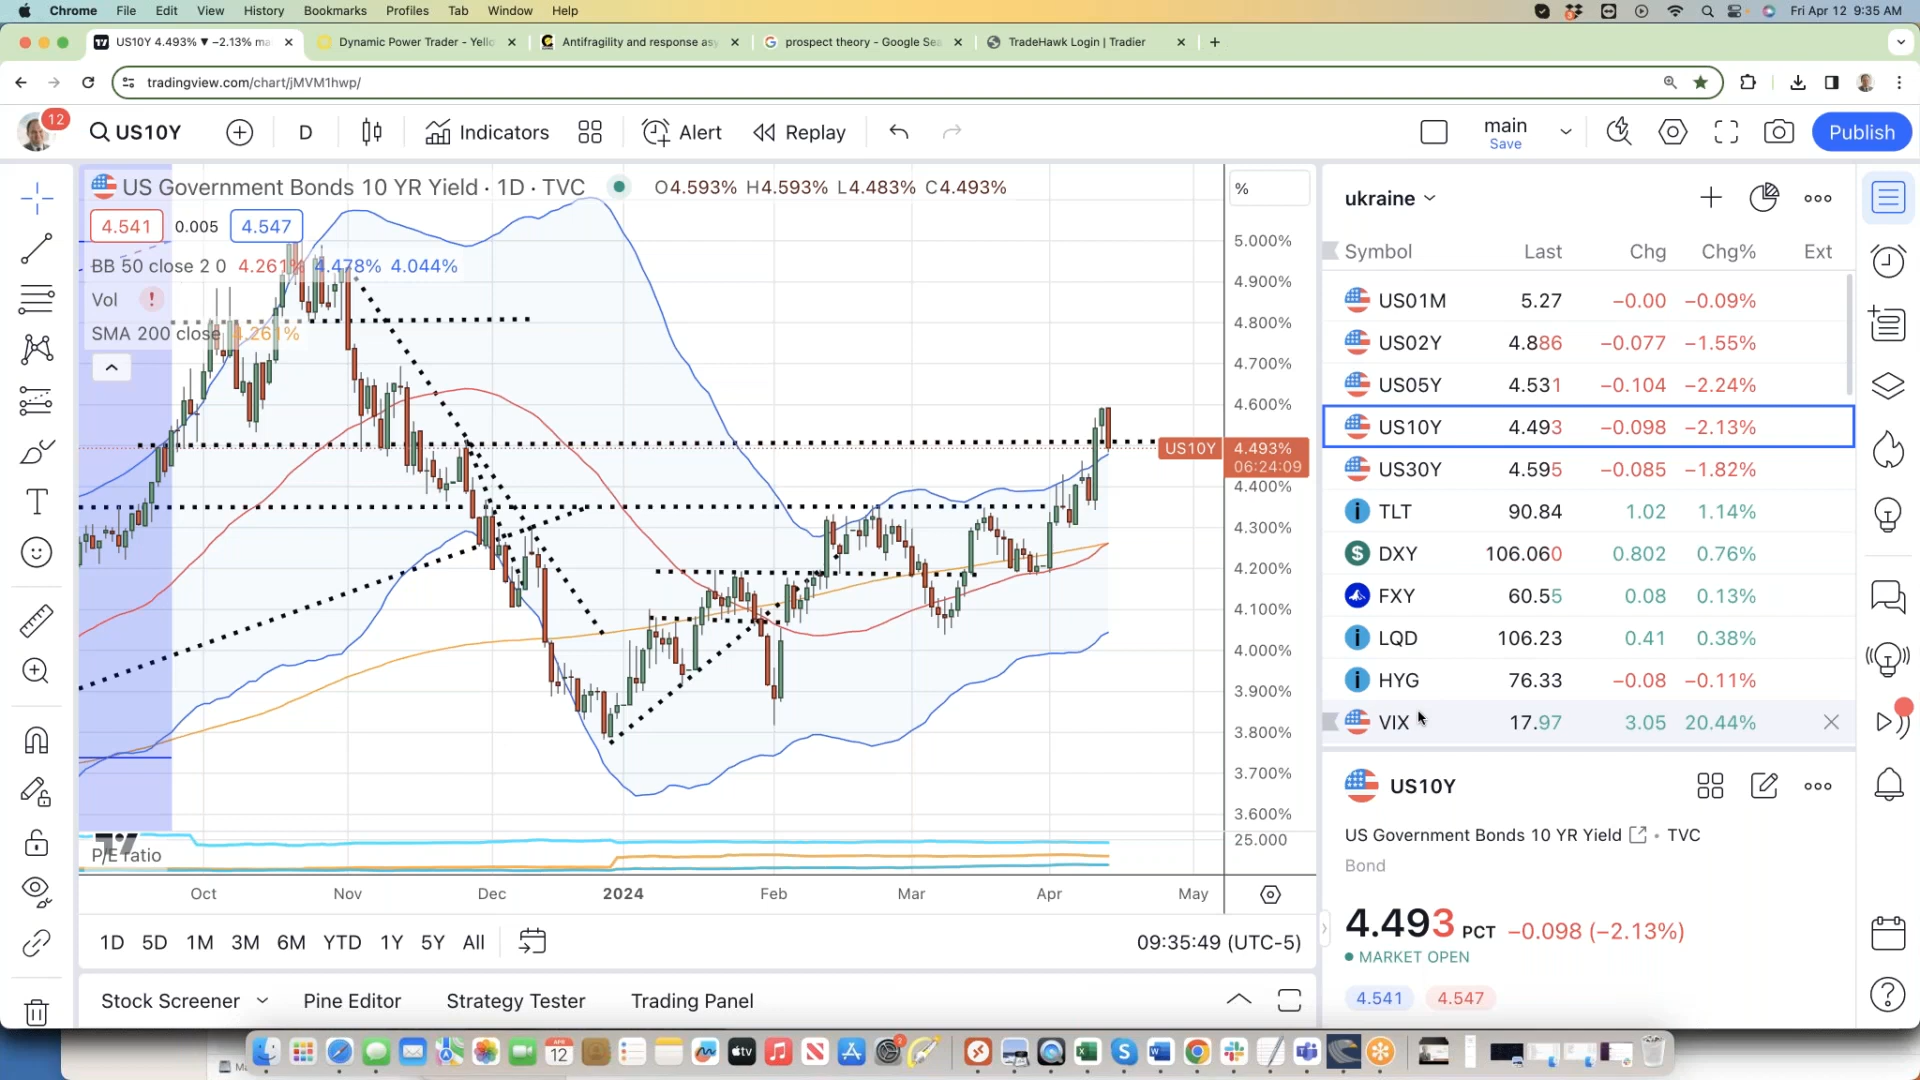 Chrome File Edit View History Bookmarks Profiles Tab Window Help Fri Apr 12 9:35 AM
US10Y 4.493% ▼ −2.13% ma Dynamic Power Trader - Yello Antifragility and response asy prospect theory - Google Sea TradeHawk Login | Tradier
tradingview.com/chart/jMVM1hwp/
12 US10Y D Indicators Alert Replay main Save Publish
US Government Bonds 10 YR Yield · 1D · TVC O4.593% H4.593% L4.483% C4.493%
4.541 0.005 4.547
BB 50 close 2 0 4.261% 4.478% 4.044%
Vol !
SMA 200 close 4.261%
%
5.000%
4.900%
4.800%
4.700%
4.600%
US10Y 4.493%
06:24:09
4.400%
4.300%
4.200%
4.100%
4.000%
3.900%
3.800%
3.700%
3.600%
25.000
P/E ratio
Oct Nov Dec 2024 Feb Mar Apr May
1D 5D 1M 3M 6M YTD 1Y 5Y All 09:35:49 (UTC-5)
Stock Screener Pine Editor Strategy Tester Trading Panel
ukraine
Symbol Last Chg Chg% Ext
US01M 5.27 −0.00 −0.09%
US02Y 4.886 −0.077 −1.55%
US05Y 4.531 −0.104 −2.24%
US10Y 4.493 −0.098 −2.13%
US30Y 4.595 −0.085 −1.82%
TLT 90.84 1.02 1.14%
DXY 106.060 0.802 0.76%
FXY 60.55 0.08 0.13%
LQD 106.23 0.41 0.38%
HYG 76.33 −0.08 −0.11%
VIX 17.97 3.05 20.44%
US10Y
US Government Bonds 10 YR Yield • TVC
Bond
4.493 PCT −0.098 (−2.13%)
MARKET OPEN
4.541 4.547
APR 12 tv